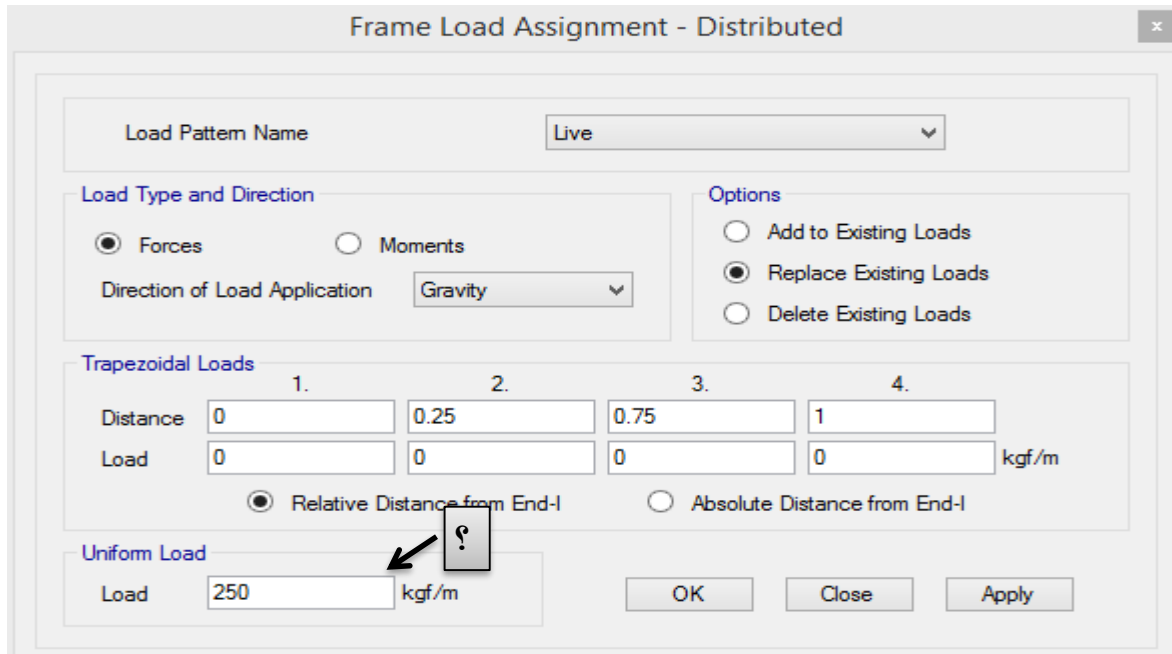 Frame Load Assignment - Distributed
x
Load Pattern Name Live
Load Type and Direction
Forces Moments
Direction of Load Application Gravity
Options
Add to Existing Loads
Replace Existing Loads
Delete Existing Loads
Trapezoidal Loads
1. 2. 3. 4.
Distance 0 0.25 0.75 1
Load 0 0 0 0 kgf/m
Relative Distance from End-I Absolute Distance from End-I
؟
Uniform Load
Load 250 kgf/m
OK Close Apply